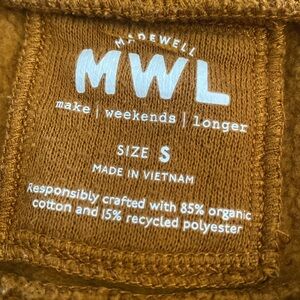 MADEWELL
MWL
make | weekends | longer
SIZE S
MADE IN VIETNAM
Responsibly crafted with 85% organic
cotton and 15% recycled polyester